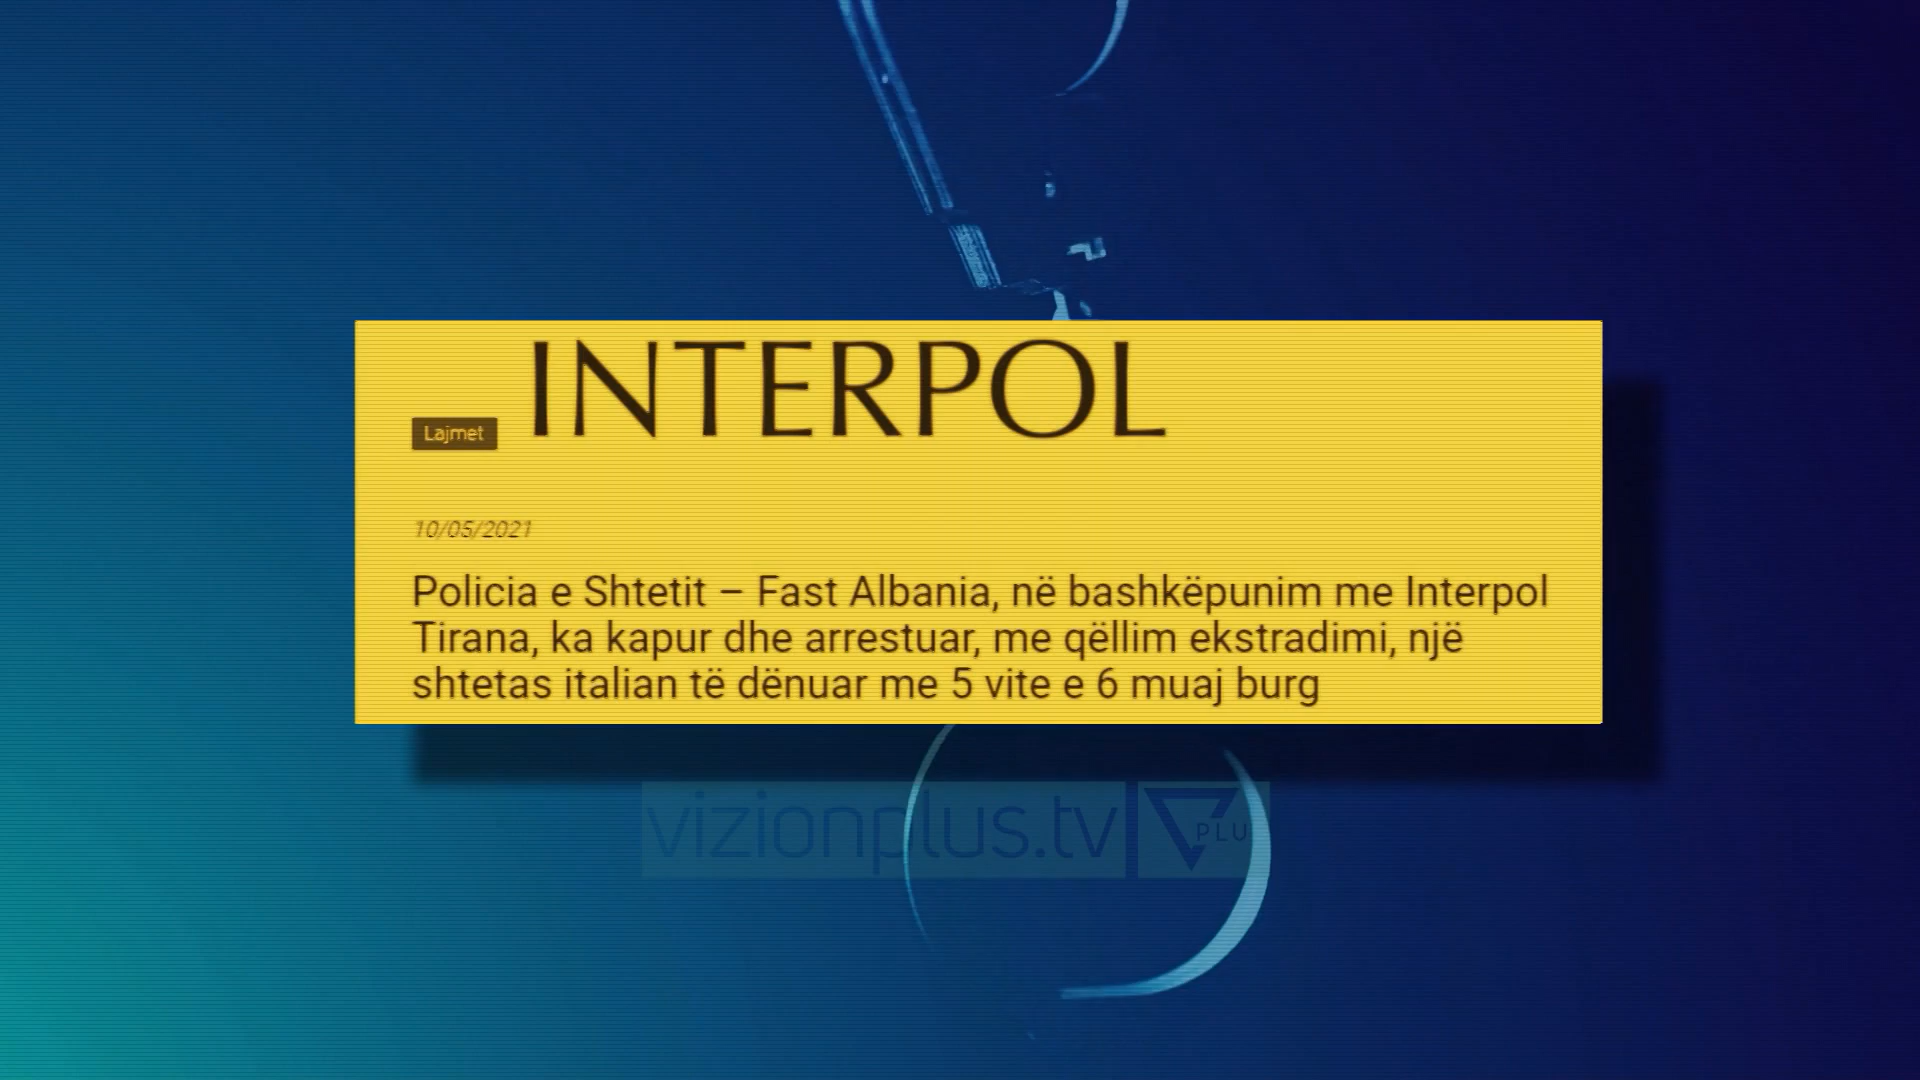 INTERPOL
Lajmet
10/05/2021
Policia e Shtetit – Fast Albania, në bashkëpunim me Interpol
Tirana, ka kapur dhe arrestuar, me qëllim ekstradimi, një
shtetas italian të dënuar me 5 vite e 6 muaj burg
vizionplus.tv
PLU